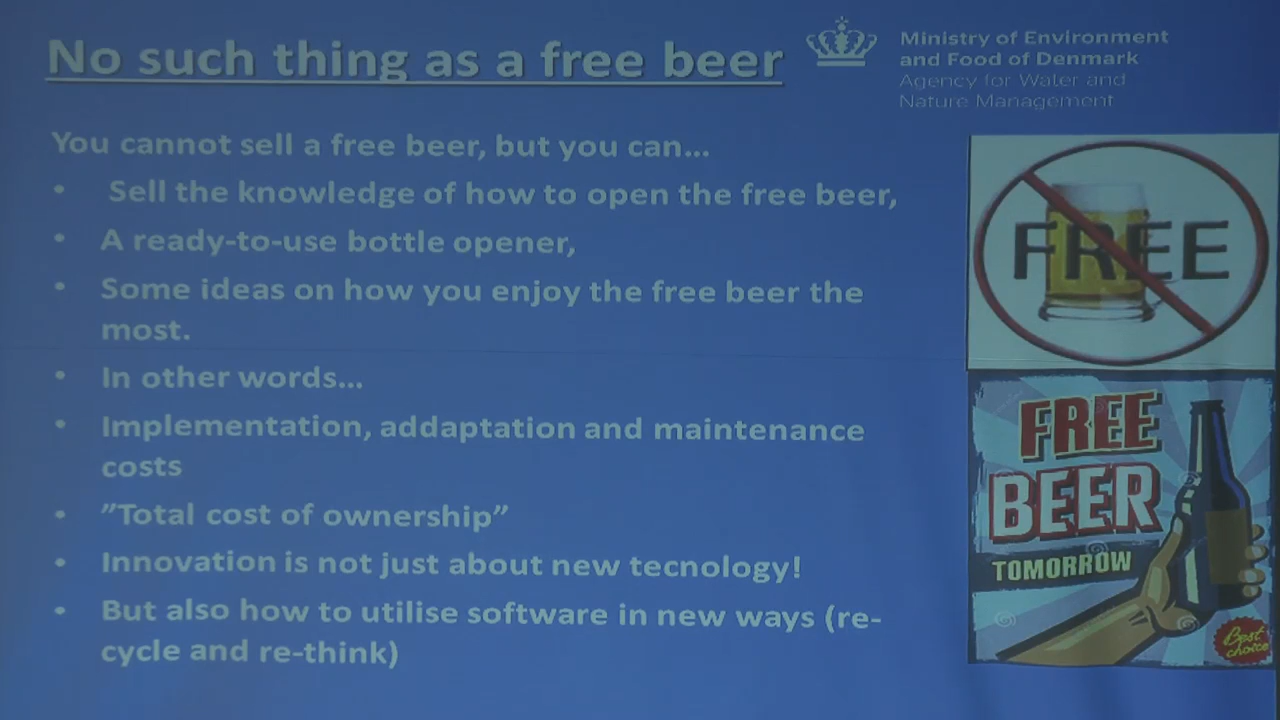 No such thing as a free beer
Ministry of Environment
and Food of Denmark
Agency for Water and
Nature Management
You cannot sell a free beer, but you can...
• Sell the knowledge of how to open the free beer,
• A ready-to-use bottle opener,
• Some ideas on how you enjoy the free beer the
most.
• In other words...
• Implementation, addaptation and maintenance
costs
• ”Total cost of ownership”
• Innovation is not just about new tecnology!
• But also how to utilise software in new ways (re-
cycle and re-think)
FREE
FREE
BEER
TOMORROW
Best
choice